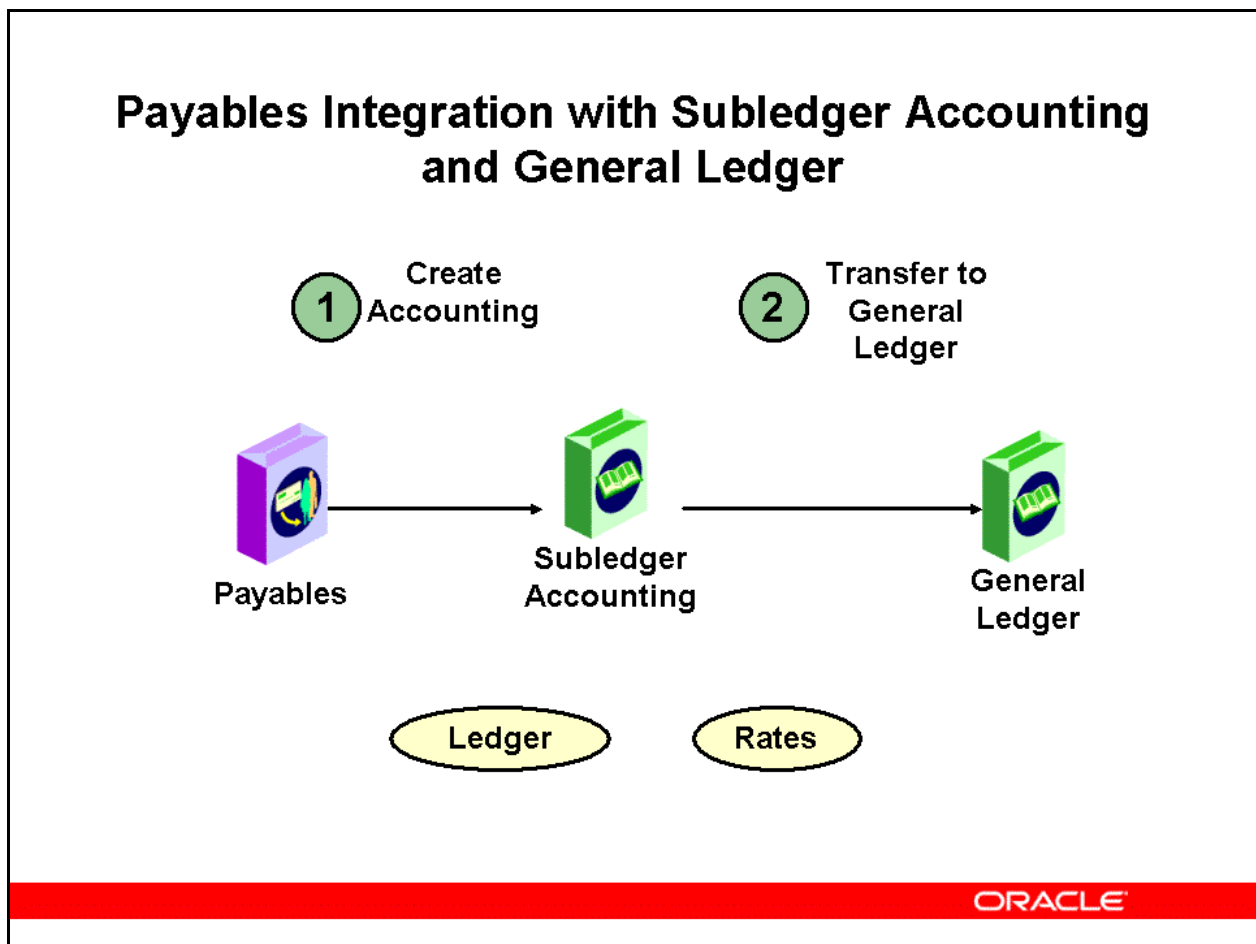 Payables Integration with Subledger Accounting
and General Ledger
1
Create
Accounting
2
Transfer to
General
Ledger
Payables
Subledger
Accounting
General
Ledger
Ledger
Rates
ORACLE